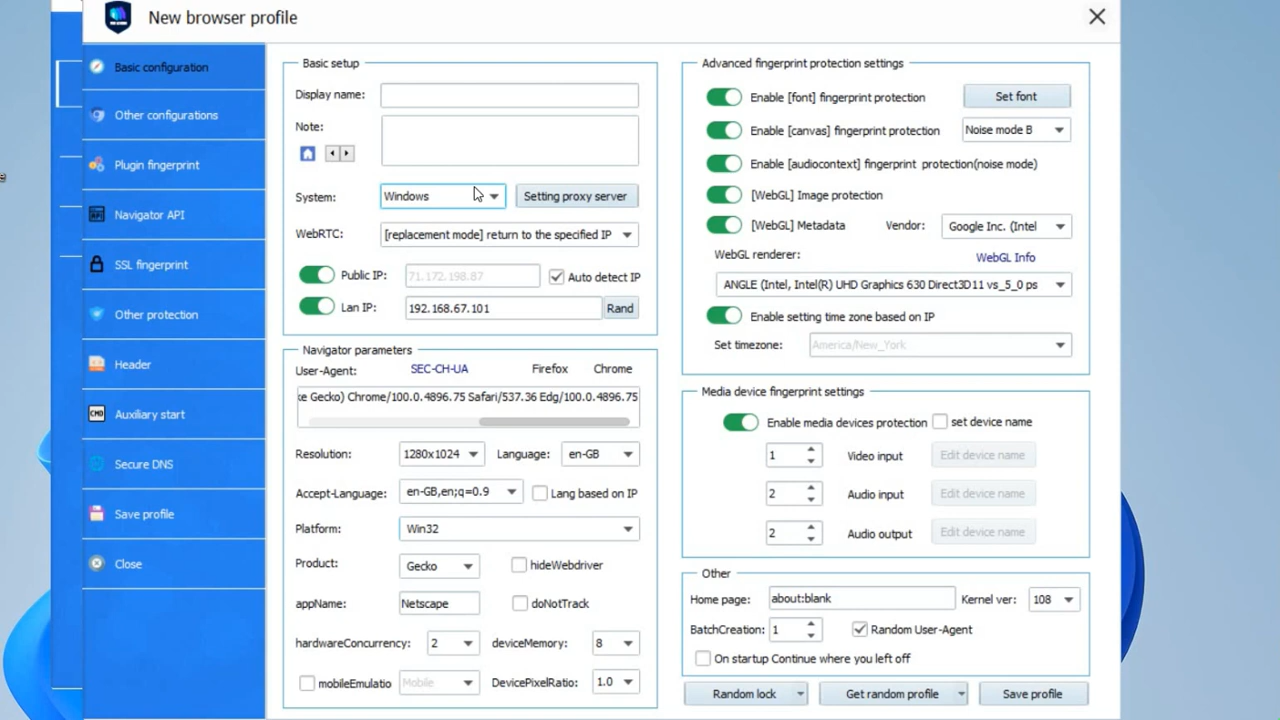 New browser profile
Basic configuration
Other configurations
Plugin fingerprint
Navigator API
SSL fingerprint
Other protection
Header
Auxiliary start
Secure DNS
Save profile
Close
Basic setup
Display name:
Note:
System: Windows Setting proxy server
WebRTC: [replacement mode] return to the specified IP
Public IP: 71.172.198.87 Auto detect IP
Lan IP: 192.168.67.101 Rand
Navigator parameters
User-Agent: SEC-CH-UA Firefox Chrome
ke Gecko) Chrome/100.0.4896.75 Safari/537.36 Edg/100.0.4896.75
Resolution: 1280x1024 Language: en-GB
Accept-Language: en-GB,en;q=0.9 Lang based on IP
Platform: Win32
Product: Gecko hideWebdriver
appName: Netscape doNotTrack
hardwareConcurrency: 2 deviceMemory: 8
mobileEmulatio Mobile DevicePixelRatio: 1.0
Advanced fingerprint protection settings
Enable [font] fingerprint protection Set font
Enable [canvas] fingerprint protection Noise mode B
Enable [audiocontext] fingerprint protection(noise mode)
[WebGL] Image protection
[WebGL] Metadata Vendor: Google Inc. (Intel
WebGL renderer: WebGL Info
ANGLE (Intel, Intel(R) UHD Graphics 630 Direct3D11 vs_5_0 ps
Enable setting time zone based on IP
Set timezone: America/New_York
Media device fingerprint settings
Enable media devices protection set device name
1 Video input Edit device name
2 Audio input Edit device name
2 Audio output Edit device name
Other
Home page: about:blank Kernel ver: 108
BatchCreation: 1 Random User-Agent
On startup Continue where you left off
Random lock Get random profile Save profile